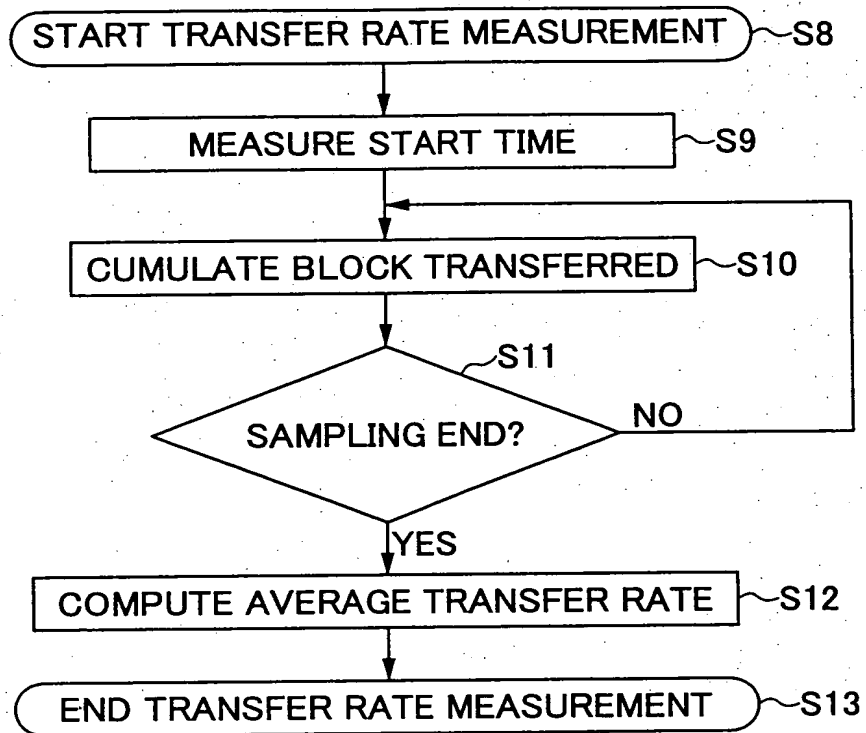 START TRANSFER RATE MEASUREMENT S8
MEASURE START TIME S9
CUMULATE BLOCK TRANSFERRED S10
S11
SAMPLING END? NO
YES
COMPUTE AVERAGE TRANSFER RATE S12
END TRANSFER RATE MEASUREMENT S13